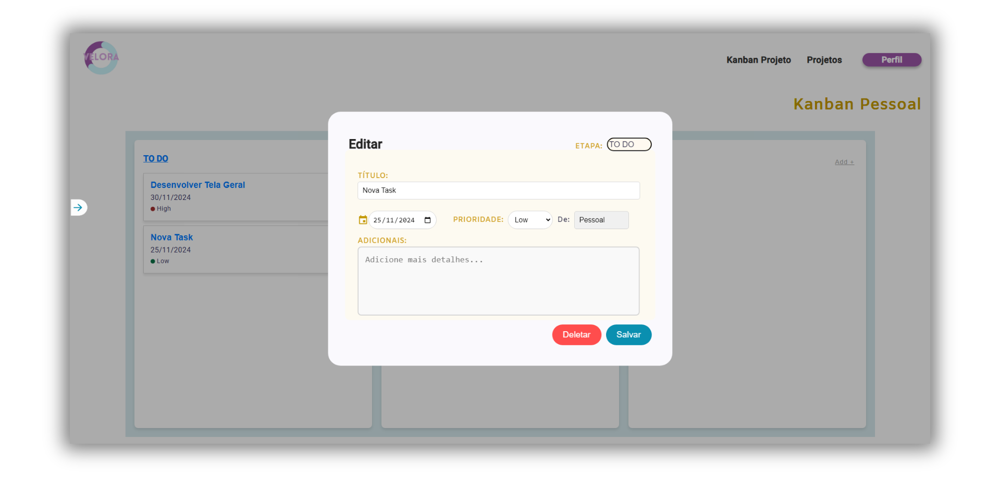 VELORA
Kanban Projeto Projetos Perfil
Kanban Pessoal
TO DO
Desenvolver Tela Geral
30/11/2024
High
Nova Task
25/11/2024
Low
Add +
Editar
ETAPA: TO DO
TÍTULO:
Nova Task
25/11/2024 PRIORIDADE: Low De: Pessoal
ADICIONAIS:
Adicione mais detalhes...
Deletar Salvar